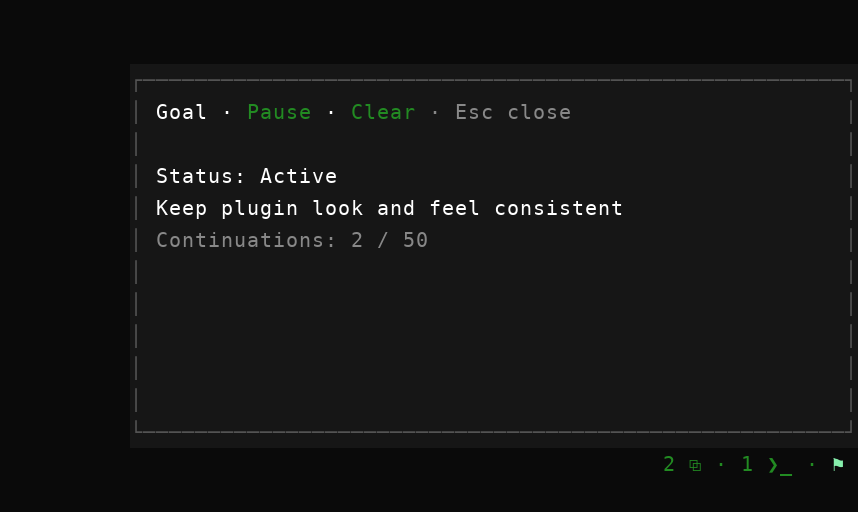 Goal · Pause · Clear · Esc close
Status: Active
Keep plugin look and feel consistent
Continuations: 2 / 50
2 ⧉ · 1 ❯_ · ⚑